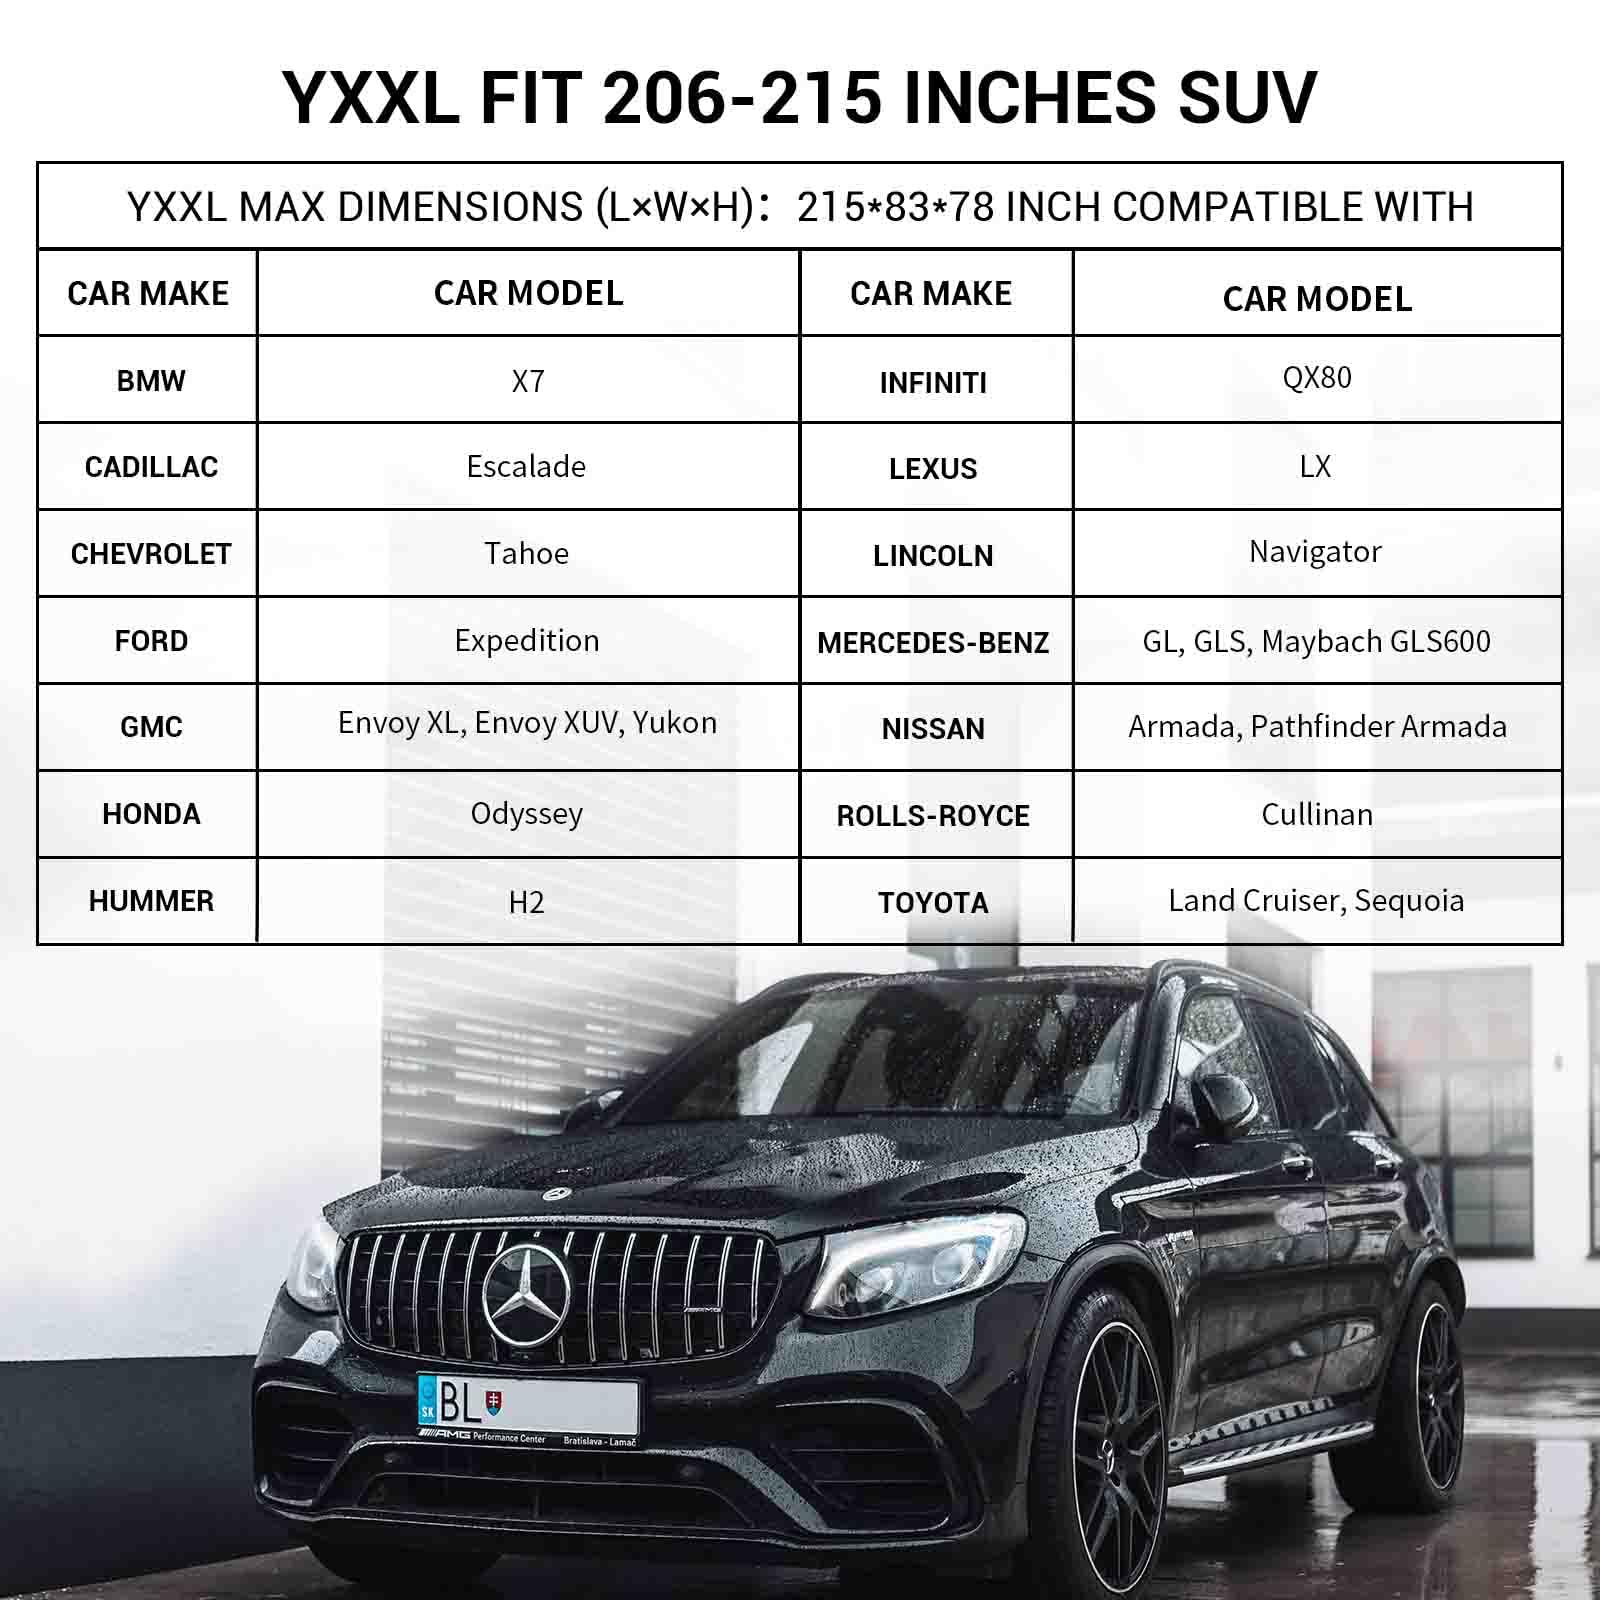 YXXL FIT 206-215 INCHES SUV
YXXL MAX DIMENSIONS (L×W×H)：215*83*78 INCH COMPATIBLE WITH
CAR MAKE CAR MODEL CAR MAKE CAR MODEL
BMW X7 INFINITI QX80
CADILLAC Escalade LEXUS LX
CHEVROLET Tahoe LINCOLN Navigator
FORD Expedition MERCEDES-BENZ GL, GLS, Maybach GLS600
GMC Envoy XL, Envoy XUV, Yukon NISSAN Armada, Pathfinder Armada
HONDA Odyssey ROLLS-ROYCE Cullinan
HUMMER H2 TOYOTA Land Cruiser, Sequoia
AMG
SK BL
AMG Performance Center Bratislava - Lamač